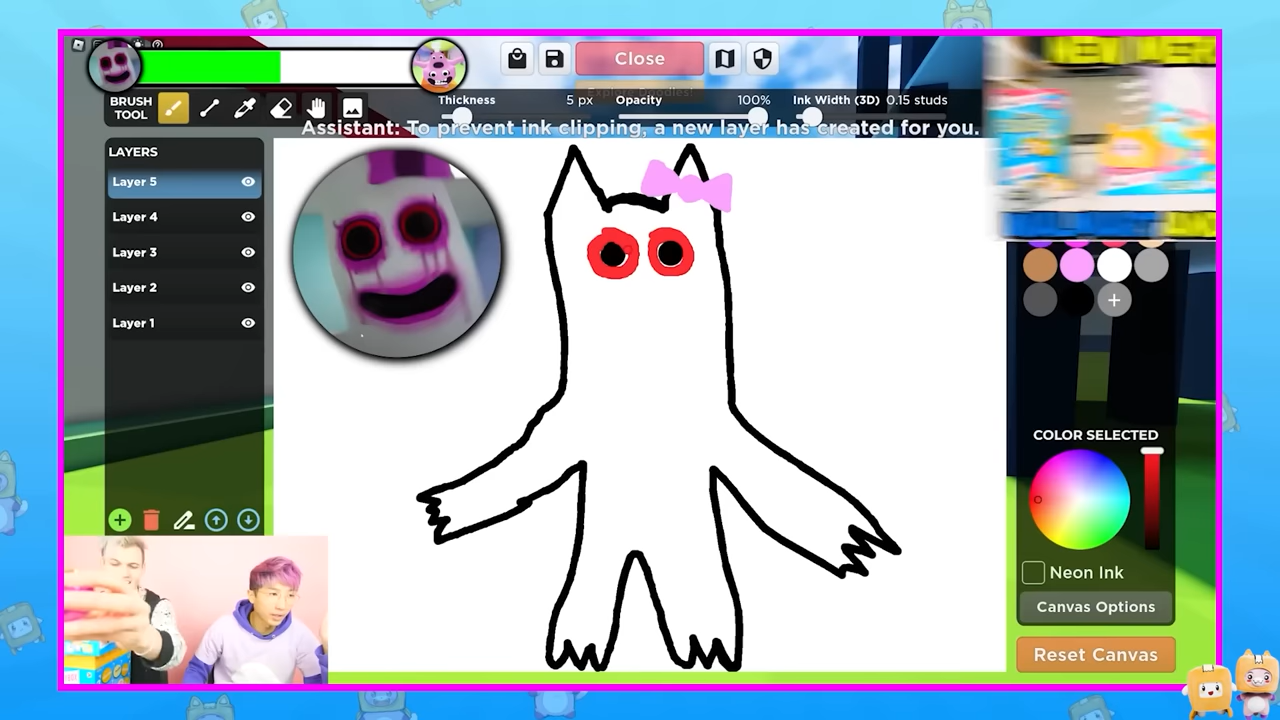 Close
Explore Doodles!
BRUSH
TOOL
Thickness
5 px
Opacity
100%
Ink Width (3D)
0.15 studs
Assistant: To prevent ink clipping, a new layer has created for you.
LAYERS
Layer 5
Layer 4
Layer 3
Layer 2
Layer 1
COLOR SELECTED
Neon Ink
Canvas Options
Reset Canvas